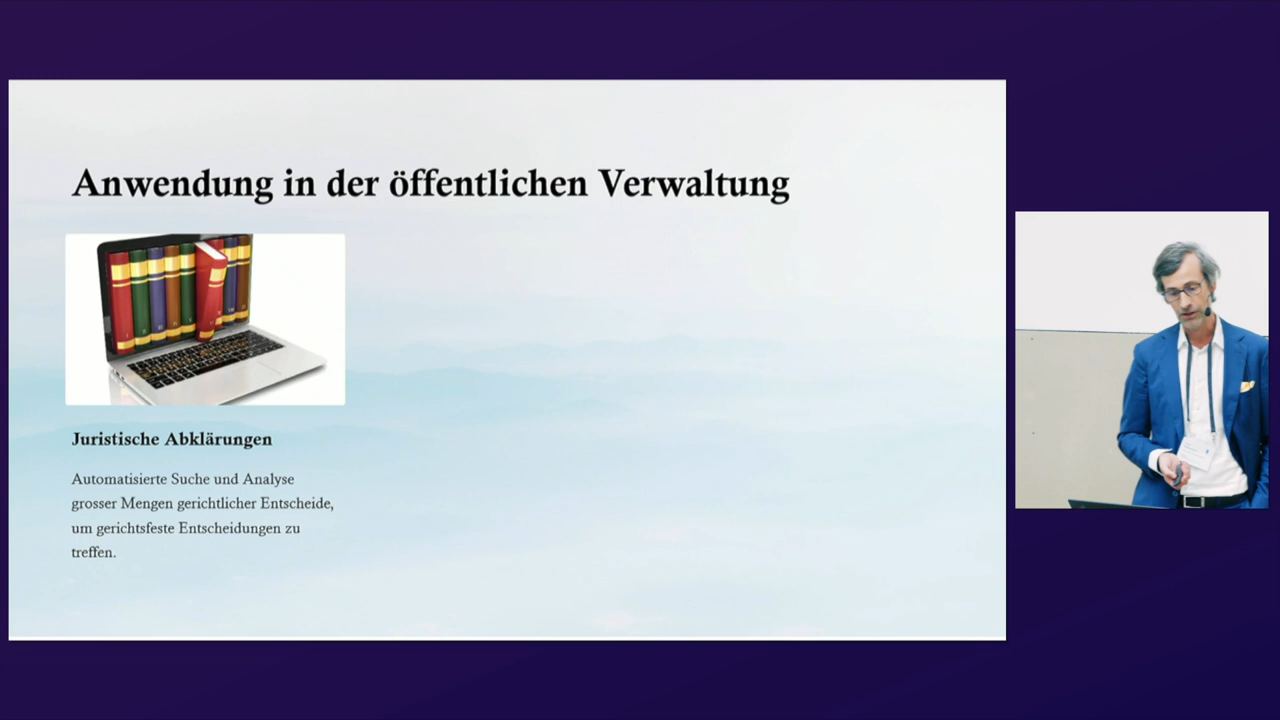 Anwendung in der öffentlichen Verwaltung
Juristische Abklärungen
Automatisierte Suche und Analyse
grosser Mengen gerichtlicher Entscheide,
um gerichtsfeste Entscheidungen zu
treffen.